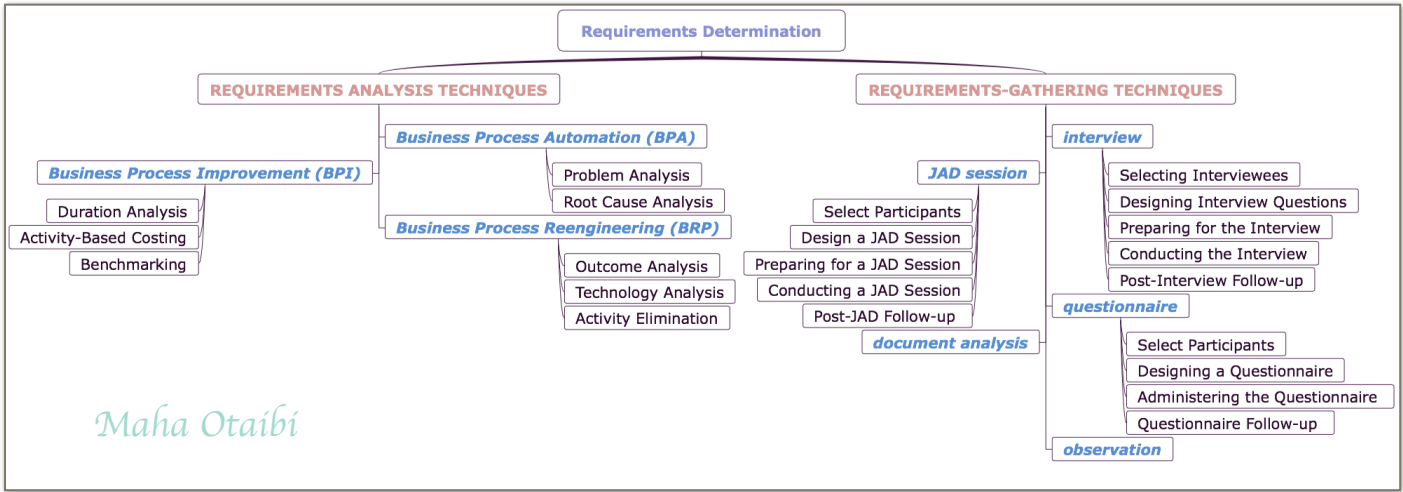 Requirements Determination
REQUIREMENTS ANALYSIS TECHNIQUES
Business Process Automation (BPA)
Problem Analysis
Root Cause Analysis
Business Process Improvement (BPI)
Duration Analysis
Activity-Based Costing
Benchmarking
Business Process Reengineering (BRP)
Outcome Analysis
Technology Analysis
Activity Elimination
REQUIREMENTS-GATHERING TECHNIQUES
interview
Selecting Interviewees
Designing Interview Questions
Preparing for the Interview
Conducting the Interview
Post-Interview Follow-up
JAD session
Select Participants
Design a JAD Session
Preparing for a JAD Session
Conducting a JAD Session
Post-JAD Follow-up
questionnaire
Select Participants
Designing a Questionnaire
Administering the Questionnaire
Questionnaire Follow-up
document analysis
observation
Maha Otaibi